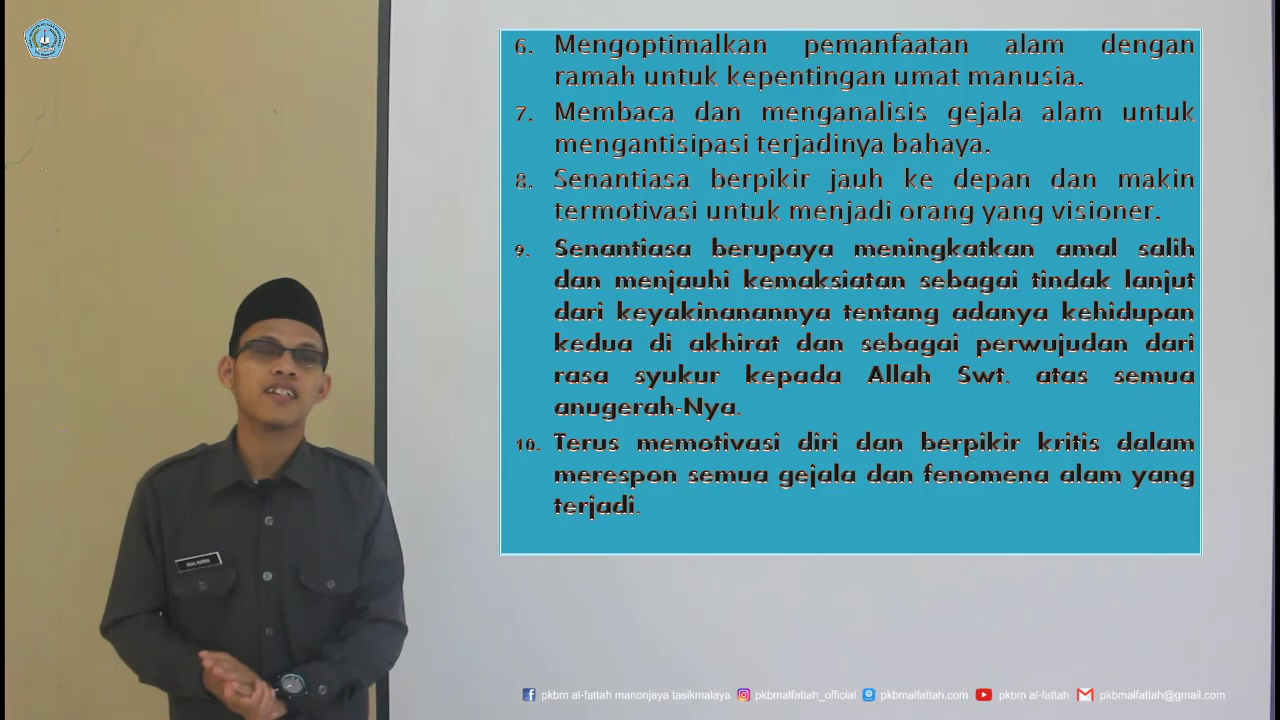 6. Mengoptimalkan pemanfaatan alam dengan
ramah untuk kepentingan umat manusia.
7. Membaca dan menganalisis gejala alam untuk
mengantisipasi terjadinya bahaya.
8. Senantiasa berpikir jauh ke depan dan makin
termotivasi untuk menjadi orang yang visioner.
9. Senantiasa berupaya meningkatkan amal salih
dan menjauhi kemaksiatan sebagai tindak lanjut
dari keyakinanannya tentang adanya kehidupan
kedua di akhirat dan sebagai perwujudan dari
rasa syukur kepada Allah Swt. atas semua
anugerah-Nya.
10. Terus memotivasi diri dan berpikir kritis dalam
merespon semua gejala dan fenomena alam yang
terjadi.
pkbm al-fattah manonjaya tasikmalaya pkbmalfattah_official pkbmalfattah.com pkbm al-fattah pkbmalfattah@gmail.com